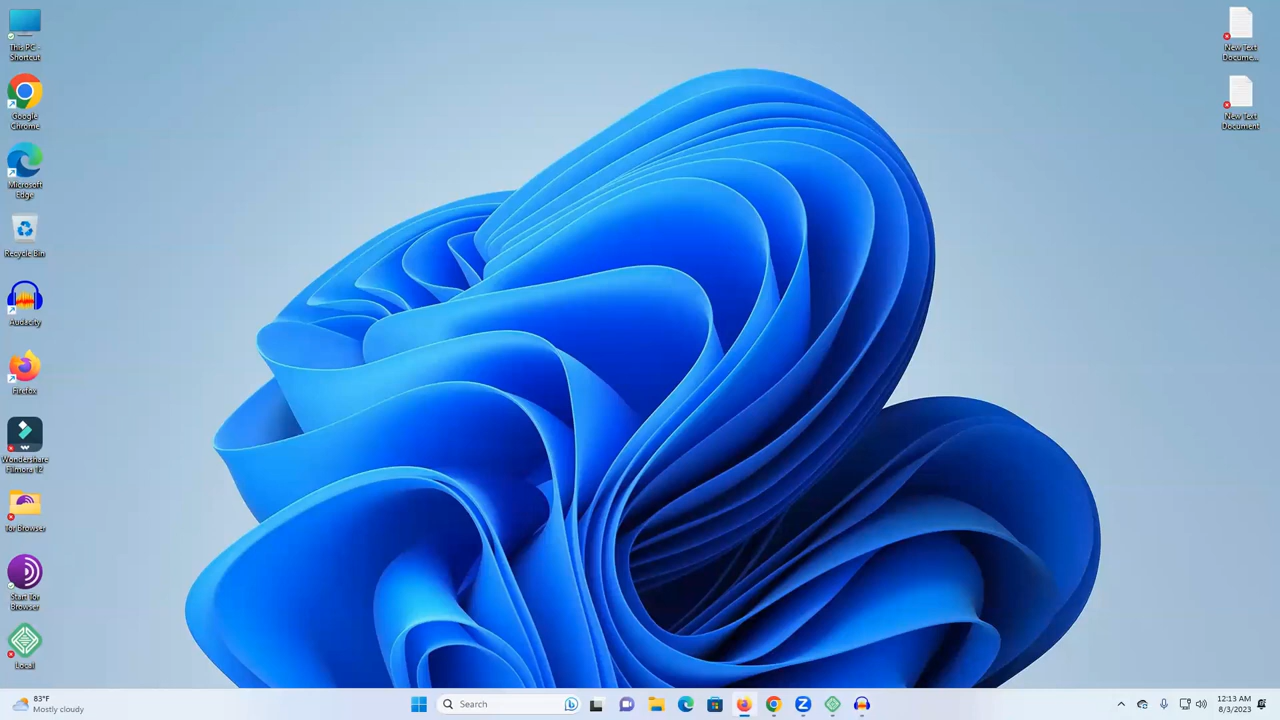 This PC -
Shortcut
Google
Chrome
Microsoft
Edge
Recycle Bin
Audacity
Firefox
Wondershare
Filmora 12
Tor Browser
Start Tor
Browser
Local
New Text
Docume...
New Text
Document
83°F
Mostly cloudy
Search
12:13 AM
8/3/2023